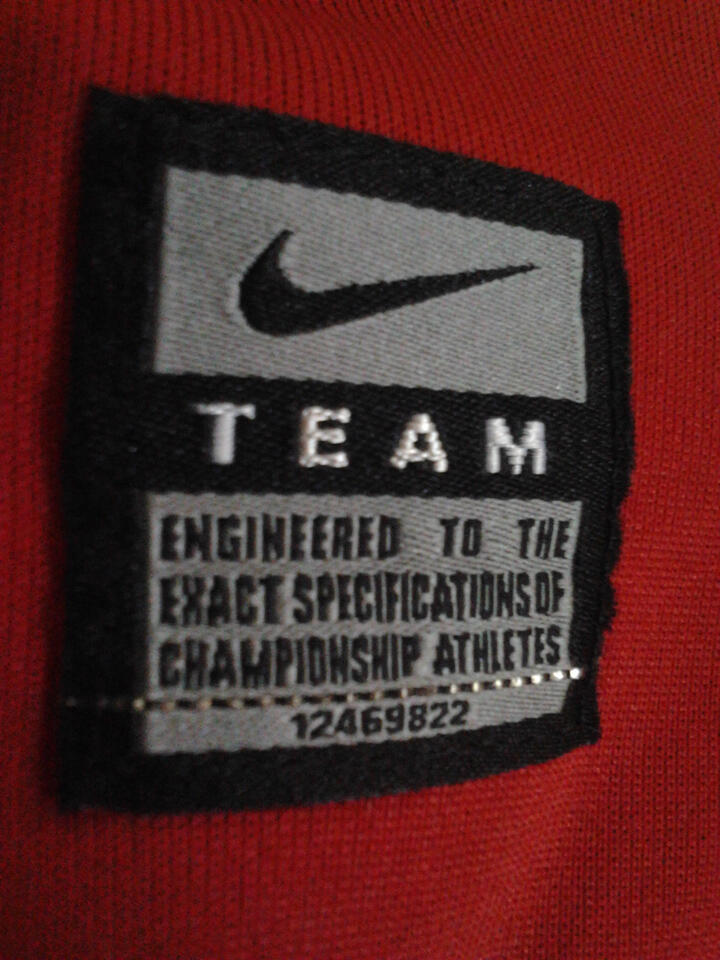 TEAM
ENGINEERED TO THE
EXACT SPECIFICATIONS OF
CHAMPIONSHIP ATHLETES
12469822